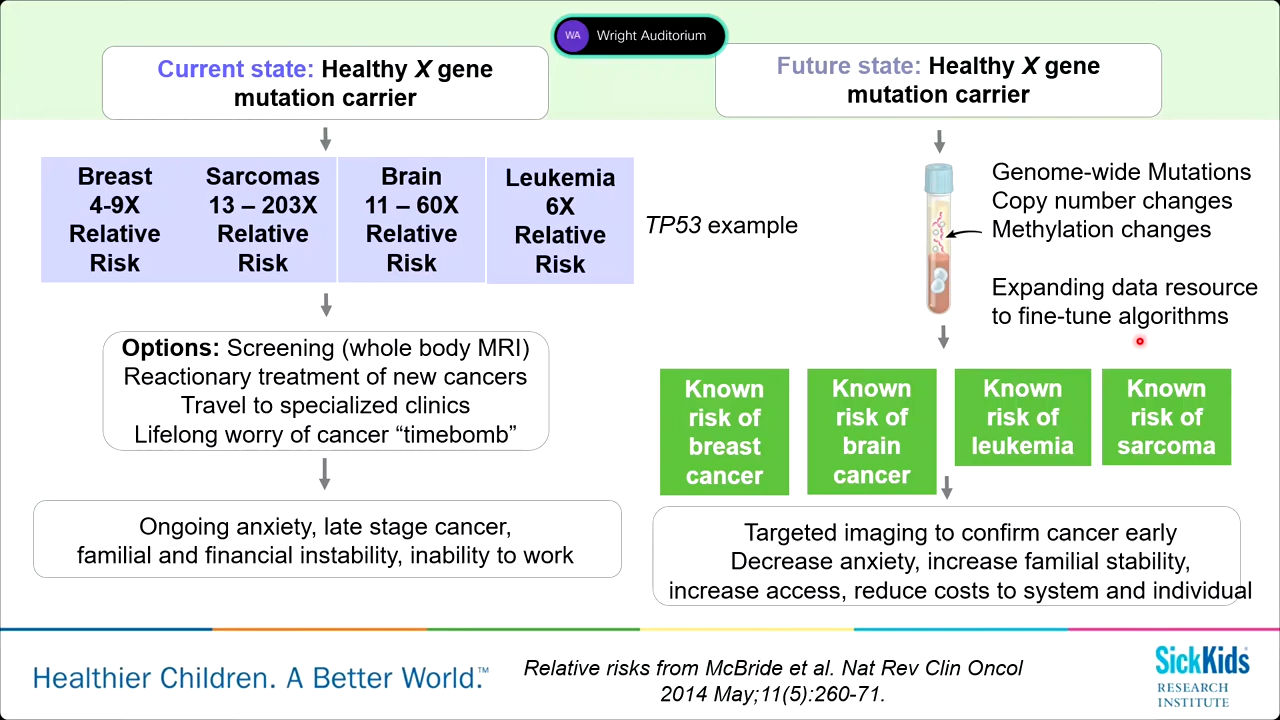 WA Wright Auditorium
Current state: Healthy X gene
mutation carrier
Breast
4-9X
Relative
Risk
Sarcomas
13 – 203X
Relative
Risk
Brain
11 – 60X
Relative
Risk
Leukemia
6X
Relative
Risk
TP53 example
Options: Screening (whole body MRI)
Reactionary treatment of new cancers
Travel to specialized clinics
Lifelong worry of cancer “timebomb”
Ongoing anxiety, late stage cancer,
familial and financial instability, inability to work
Future state: Healthy X gene
mutation carrier
Genome-wide Mutations
Copy number changes
Methylation changes
Expanding data resource
to fine-tune algorithms
Known
risk of
breast
cancer
Known
risk of
brain
cancer
Known
risk of
leukemia
Known
risk of
sarcoma
Targeted imaging to confirm cancer early
Decrease anxiety, increase familial stability,
increase access, reduce costs to system and individual
Healthier Children. A Better World.™
Relative risks from McBride et al. Nat Rev Clin Oncol
2014 May;11(5):260-71.
SickKids®
RESEARCH
INSTITUTE